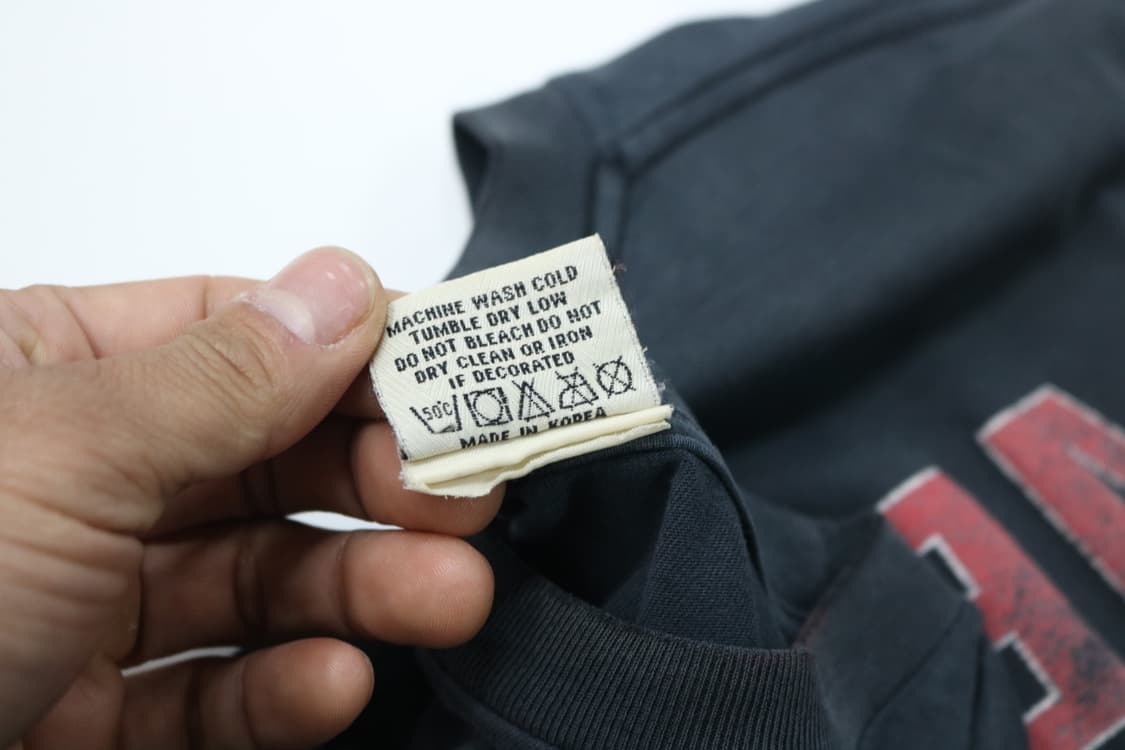 MACHINE WASH COLD
TUMBLE DRY LOW
DO NOT BLEACH DO NOT
DRY CLEAN OR IRON
IF DECORATED
50°C
MADE IN KOREA